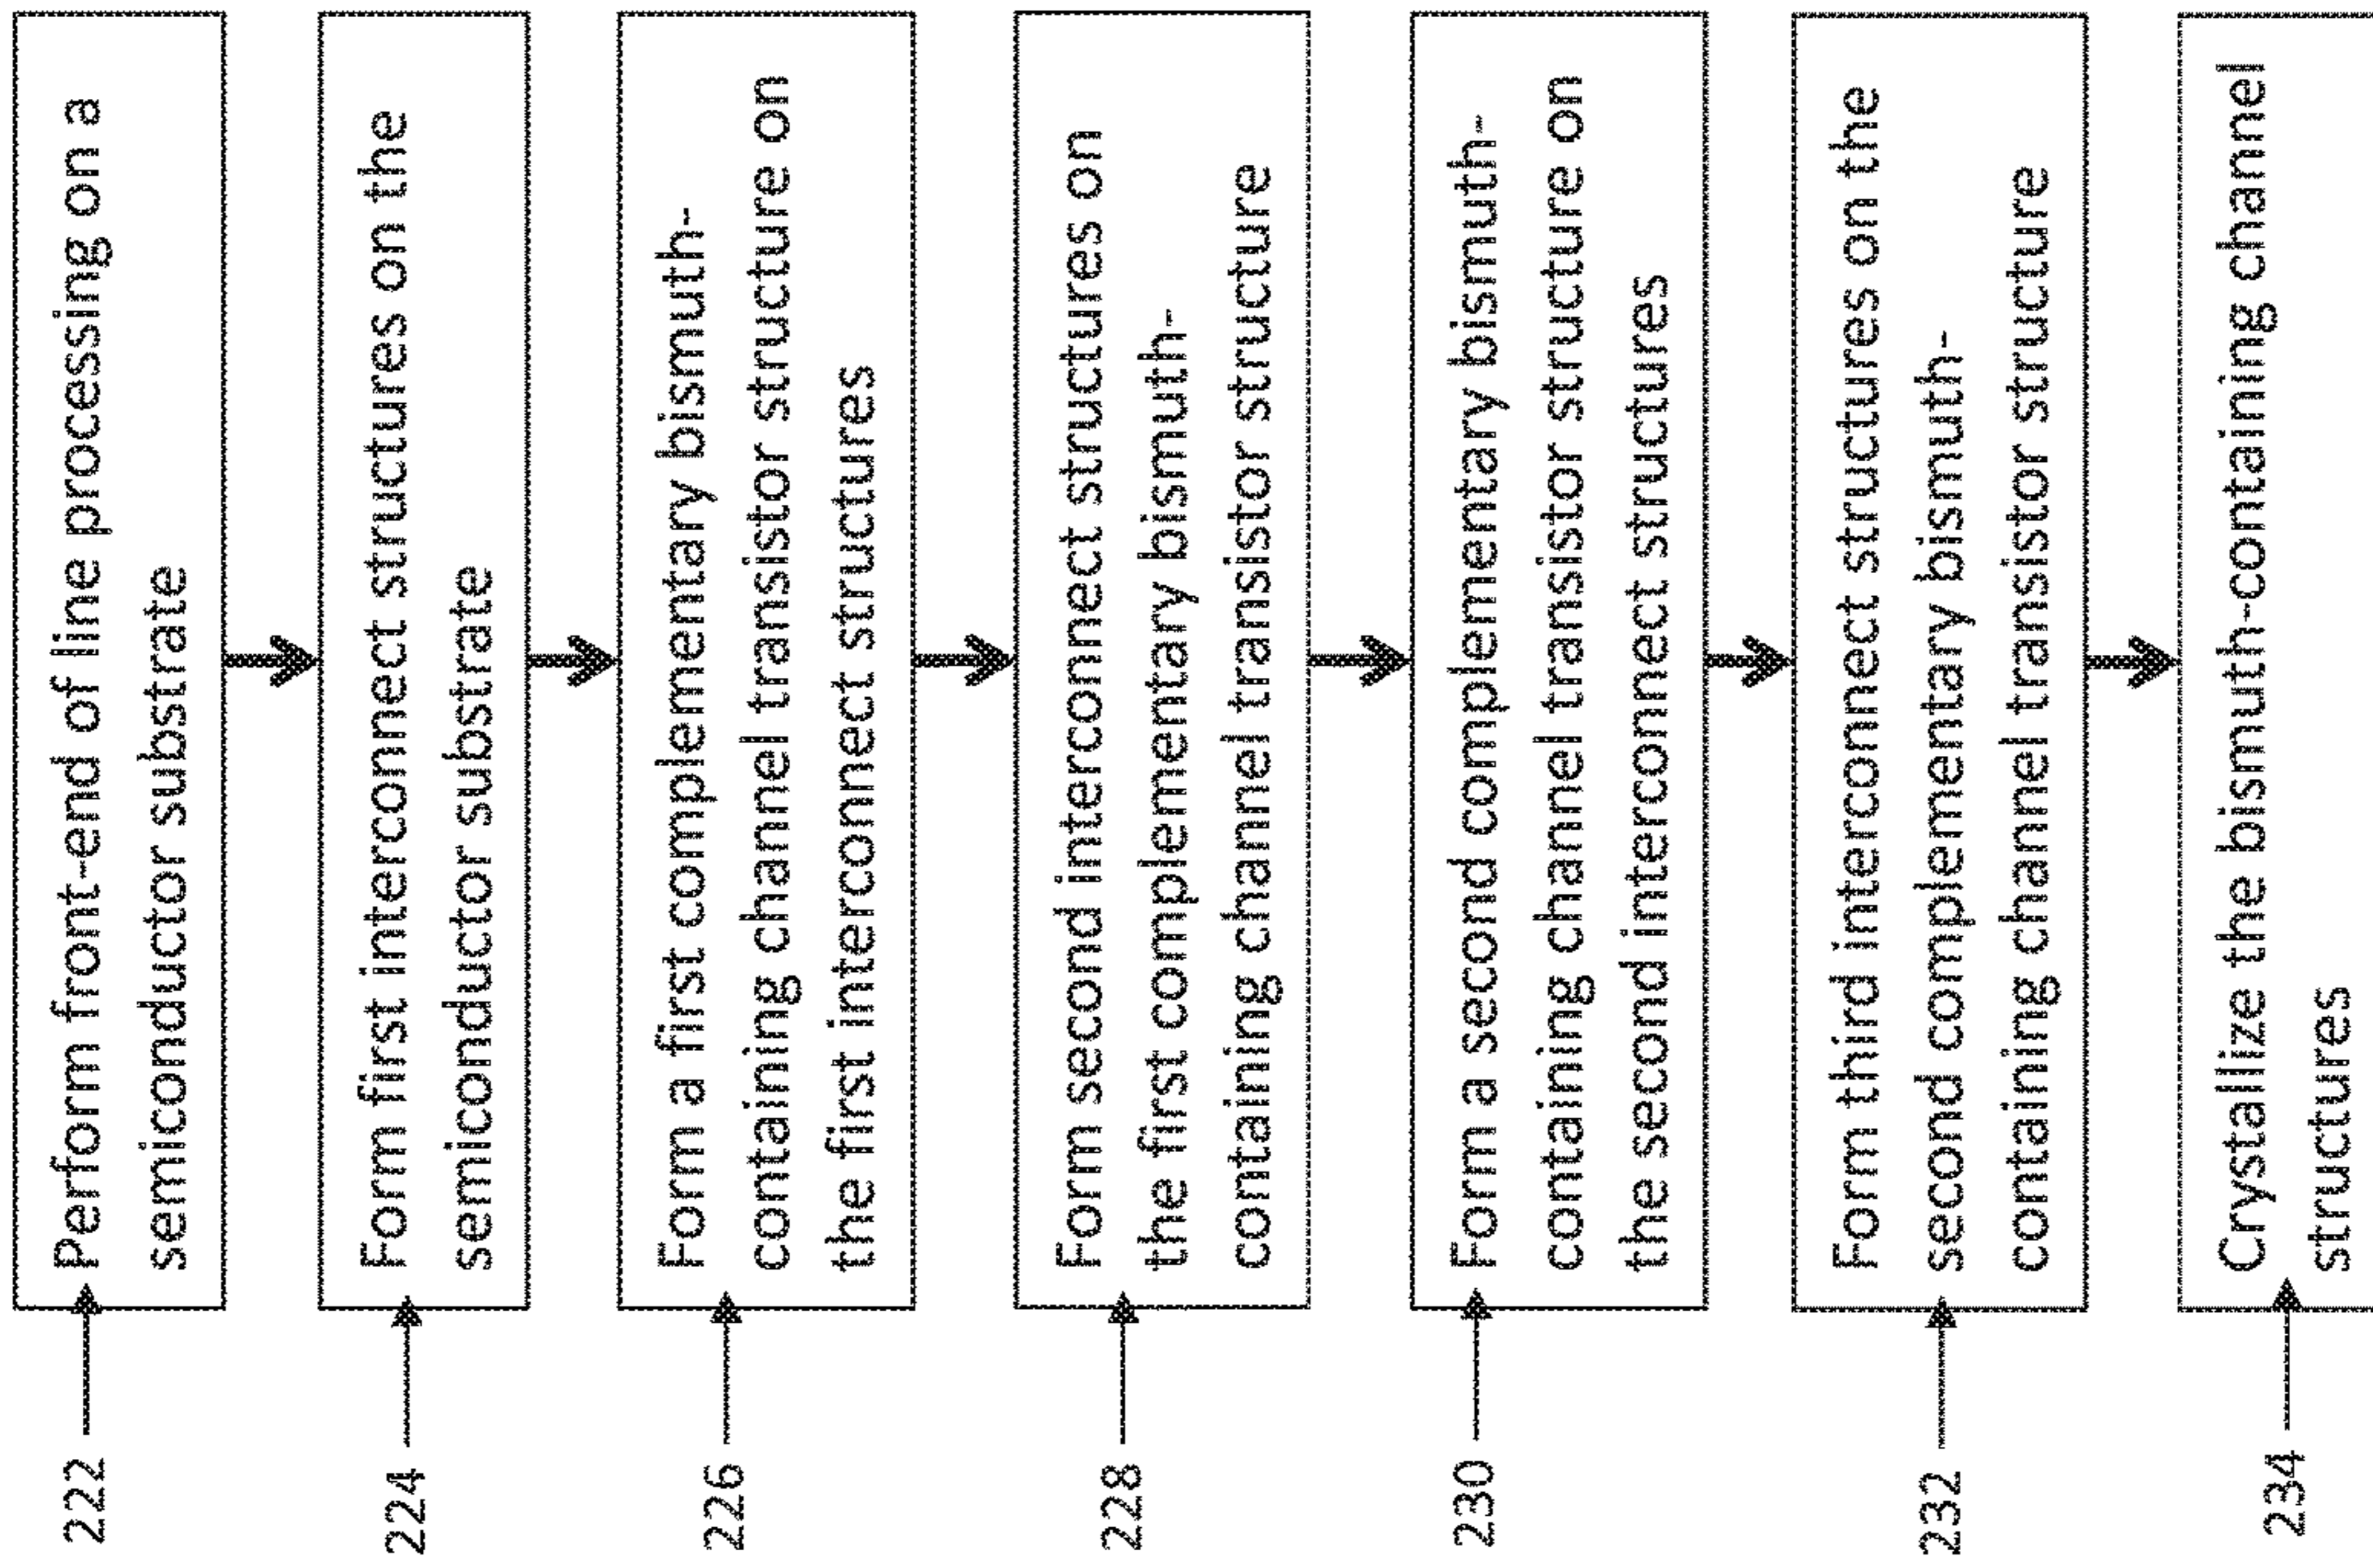 222
Perform front-end of line processing on a
semiconductor substrate
224
Form first interconnect structures on the
semiconductor substrate
226
Form a first complementary bismuth-
containing channel transistor structure on
the first interconnect structures
228
Form second interconnect structures on
the first complementary bismuth-
containing channel transistor structure
230
Form a second complementary bismuth-
containing channel transistor structure on
the second interconnect structures
232
Form third interconnect structures on the
second complementary bismuth-
containing channel transistor structure
234
Crystallize the bismuth-containing channel
structures